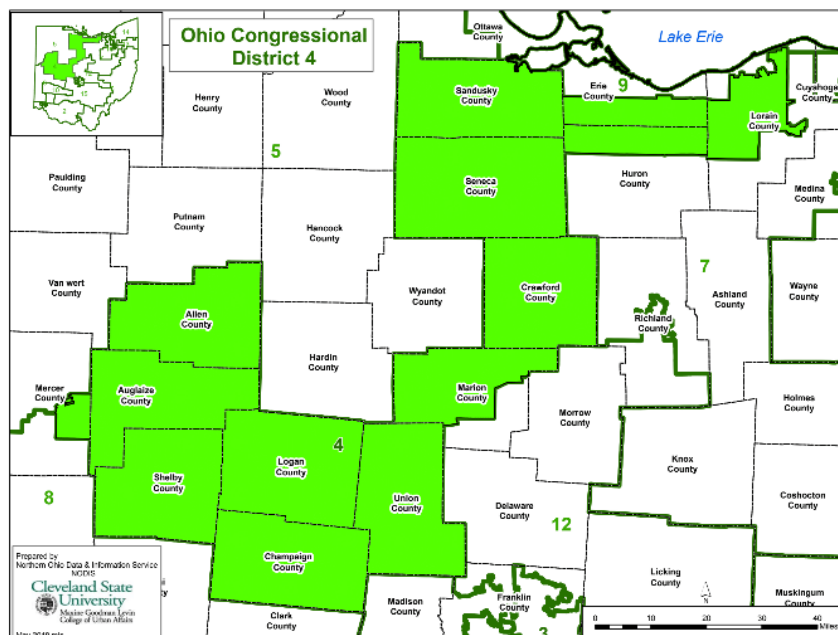 Ohio Congressional
District 4
Ottawa
County
Lake Erie
Wood
County
Henry
County
Sandusky
County
Erie
County
9
Cuyahoga
County
Lorain
County
5
Paulding
County
Seneca
County
Huron
County
Medina
County
Putnam
County
Hancock
County
Van wert
County
Wyandot
County
Crawford
County
7
Ashland
County
Wayne
County
Allen
County
Richland
County
Hardin
County
Mercer
County
Auglaize
County
Marion
County
Morrow
County
Holmes
County
4
Logan
County
Knox
County
Shelby
County
Union
County
Delaware
County
Coshocton
County
8
12
Champaign
County
Licking
County
Prepared by
Northern Ohio Data & Information Service
NODIS
Cleveland State
University
Maxine Goodman Levin
College of Urban Affairs
Clark
County
Madison
County
Franklin
County
3
Muskingum
County
N
0 10 20 30 40
Miles